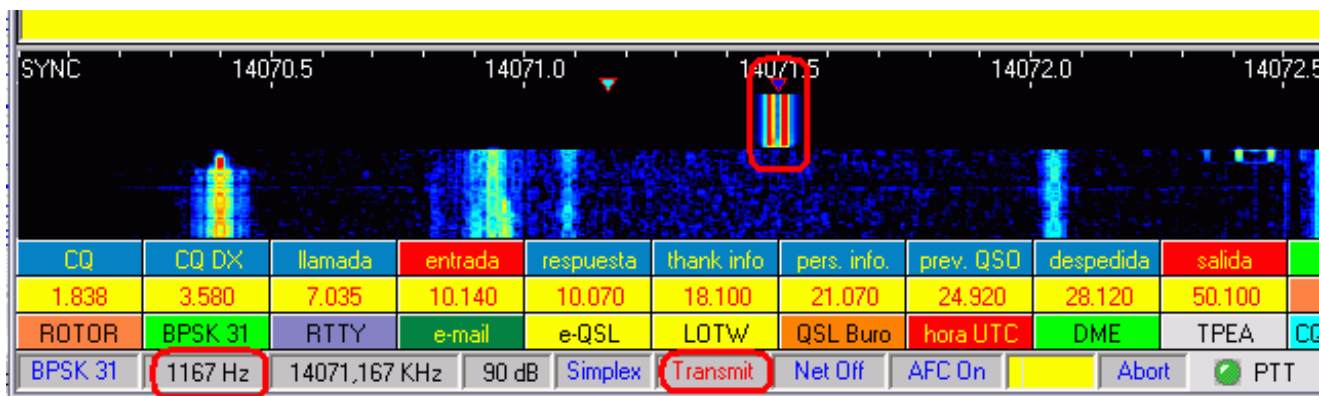 SYNC 14070.5 14071.0 14071.5 14072.0 14072.5
CQ CQ DX llamada entrada respuesta thank info pers. info. prev. QSO despedida salida
1.838 3.580 7.035 10.140 10.070 18.100 21.070 24.920 28.120 50.100
ROTOR BPSK 31 RTTY e-mail e-QSL LOTW QSL Buro hora UTC DME TPEA CQ
BPSK 31 1167 Hz 14071,167 KHz 90 dB Simplex Transmit Net Off AFC On Abort PTT